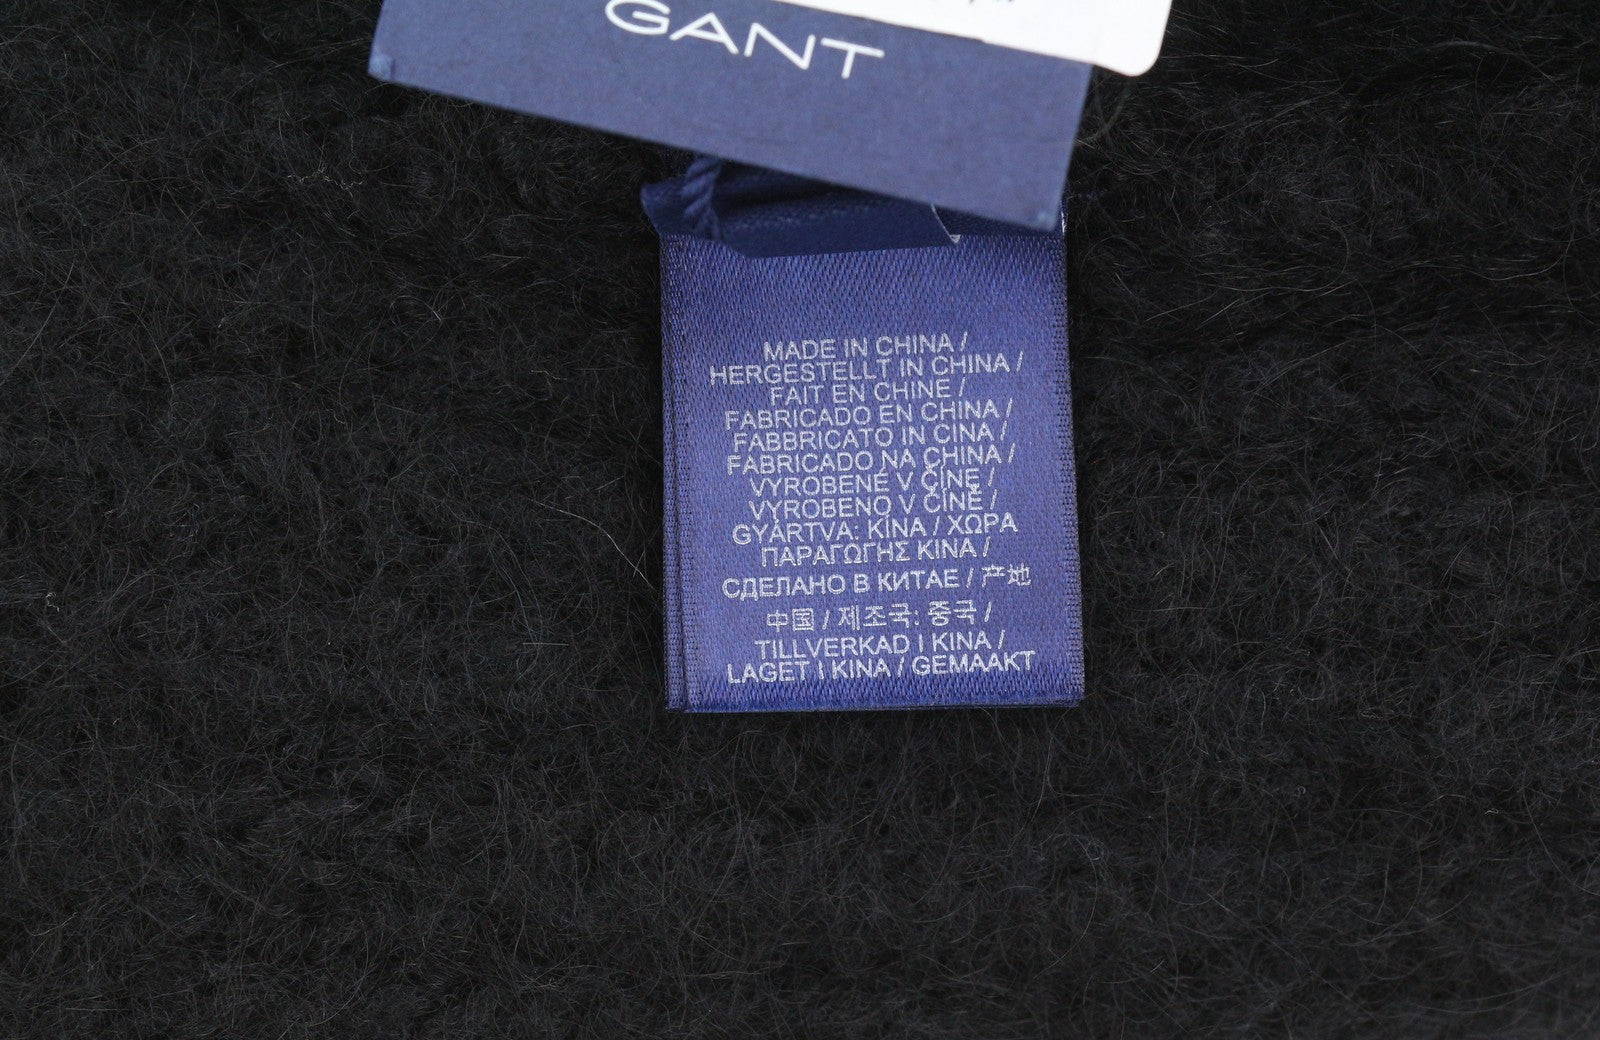 GANT
MADE IN CHINA /
HERGESTELLT IN CHINA /
FAIT EN CHINE /
FABRICADO EN CHINA /
FABBRICATO IN CINA /
FABRICADO NA CHINA /
VYROBENÉ V ČÍNE /
VYROBENO V ČÍNĚ /
GYÁRTVA: KÍNA / ΧΩΡΑ
ΠΑΡΑΓΩΓΗΣ ΚΙΝΑ /
СДЕЛАНО В КИТАЕ / 产地
中国 / 제조국: 중국 /
TILLVERKAD I KINA /
LAGET I KINA / GEMAAKT